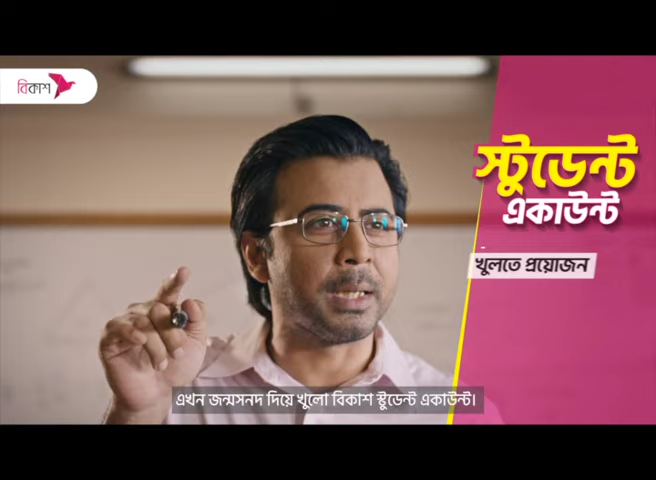 বিকাশ
স্টুডেন্ট
একাউন্ট
খুলতে প্রয়োজন
এখন জন্মসনদ দিয়ে খুলো বিকাশ স্টুডেন্ট একাউন্ট।